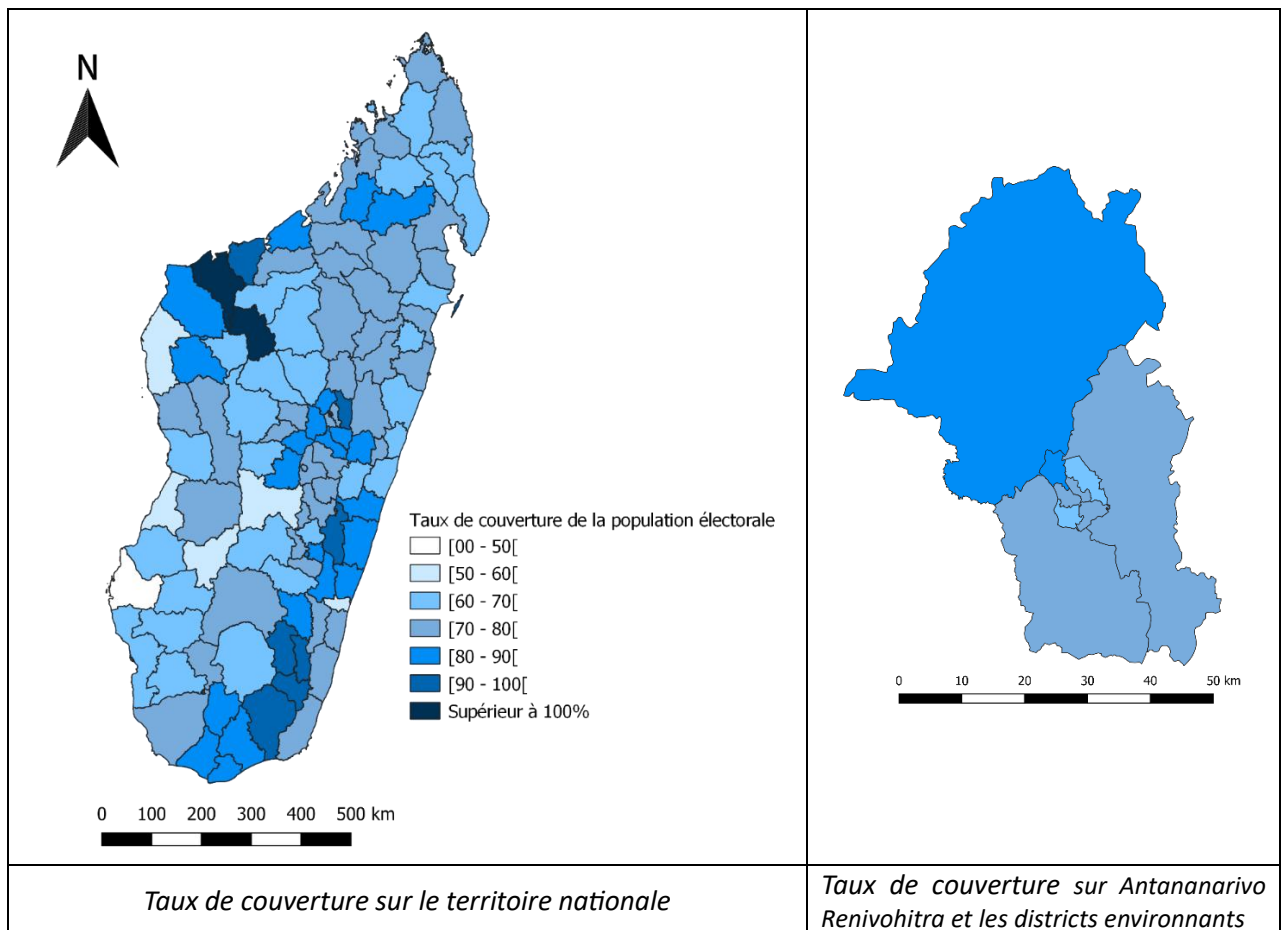 N
Taux de couverture de la population électorale
[00 - 50[
[50 - 60[
[60 - 70[
[70 - 80[
[80 - 90[
[90 - 100[
Supérieur à 100%
0 100 200 300 400 500 km
0 10 20 30 40 50 km
Taux de couverture sur le territoire nationale
Taux de couverture sur Antananarivo
Renivohitra et les districts environnants